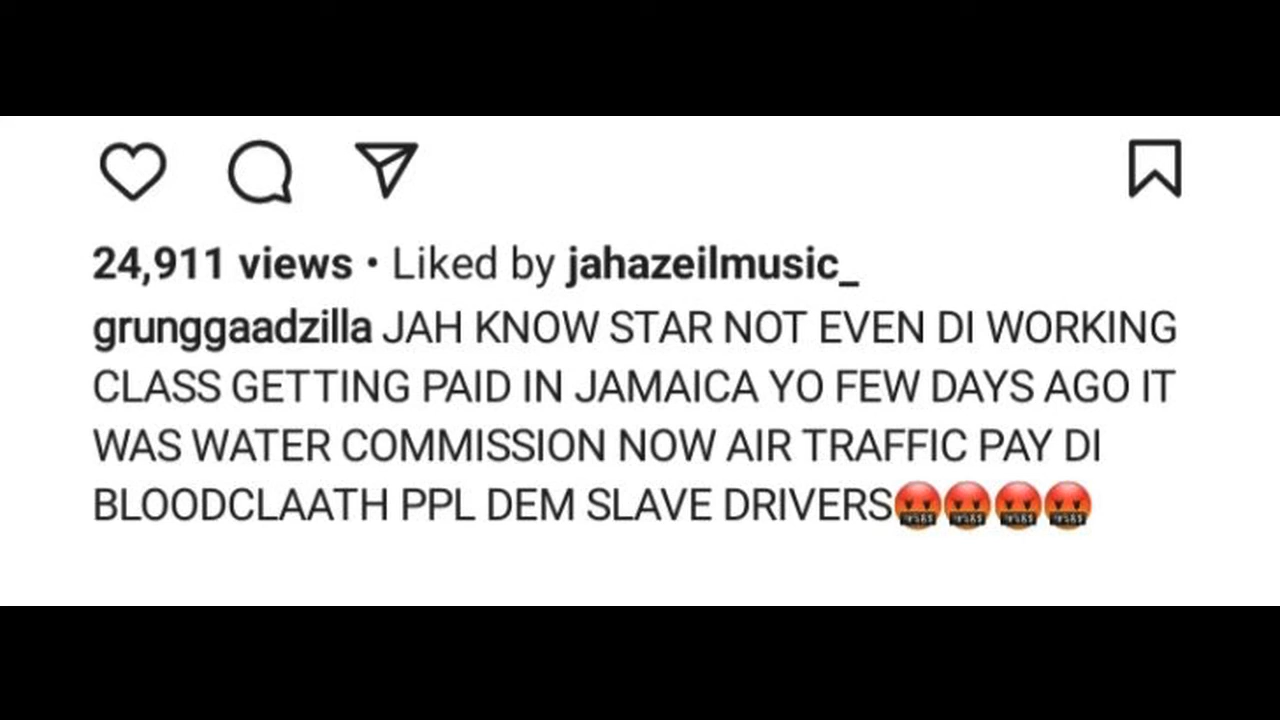 24,911 views • Liked by jahazeilmusic_
grunggaadzilla JAH KNOW STAR NOT EVEN DI WORKING
CLASS GETTING PAID IN JAMAICA YO FEW DAYS AGO IT
WAS WATER COMMISSION NOW AIR TRAFFIC PAY DI
BLOODCLAATH PPL DEM SLAVE DRIVERS🤬🤬🤬🤬